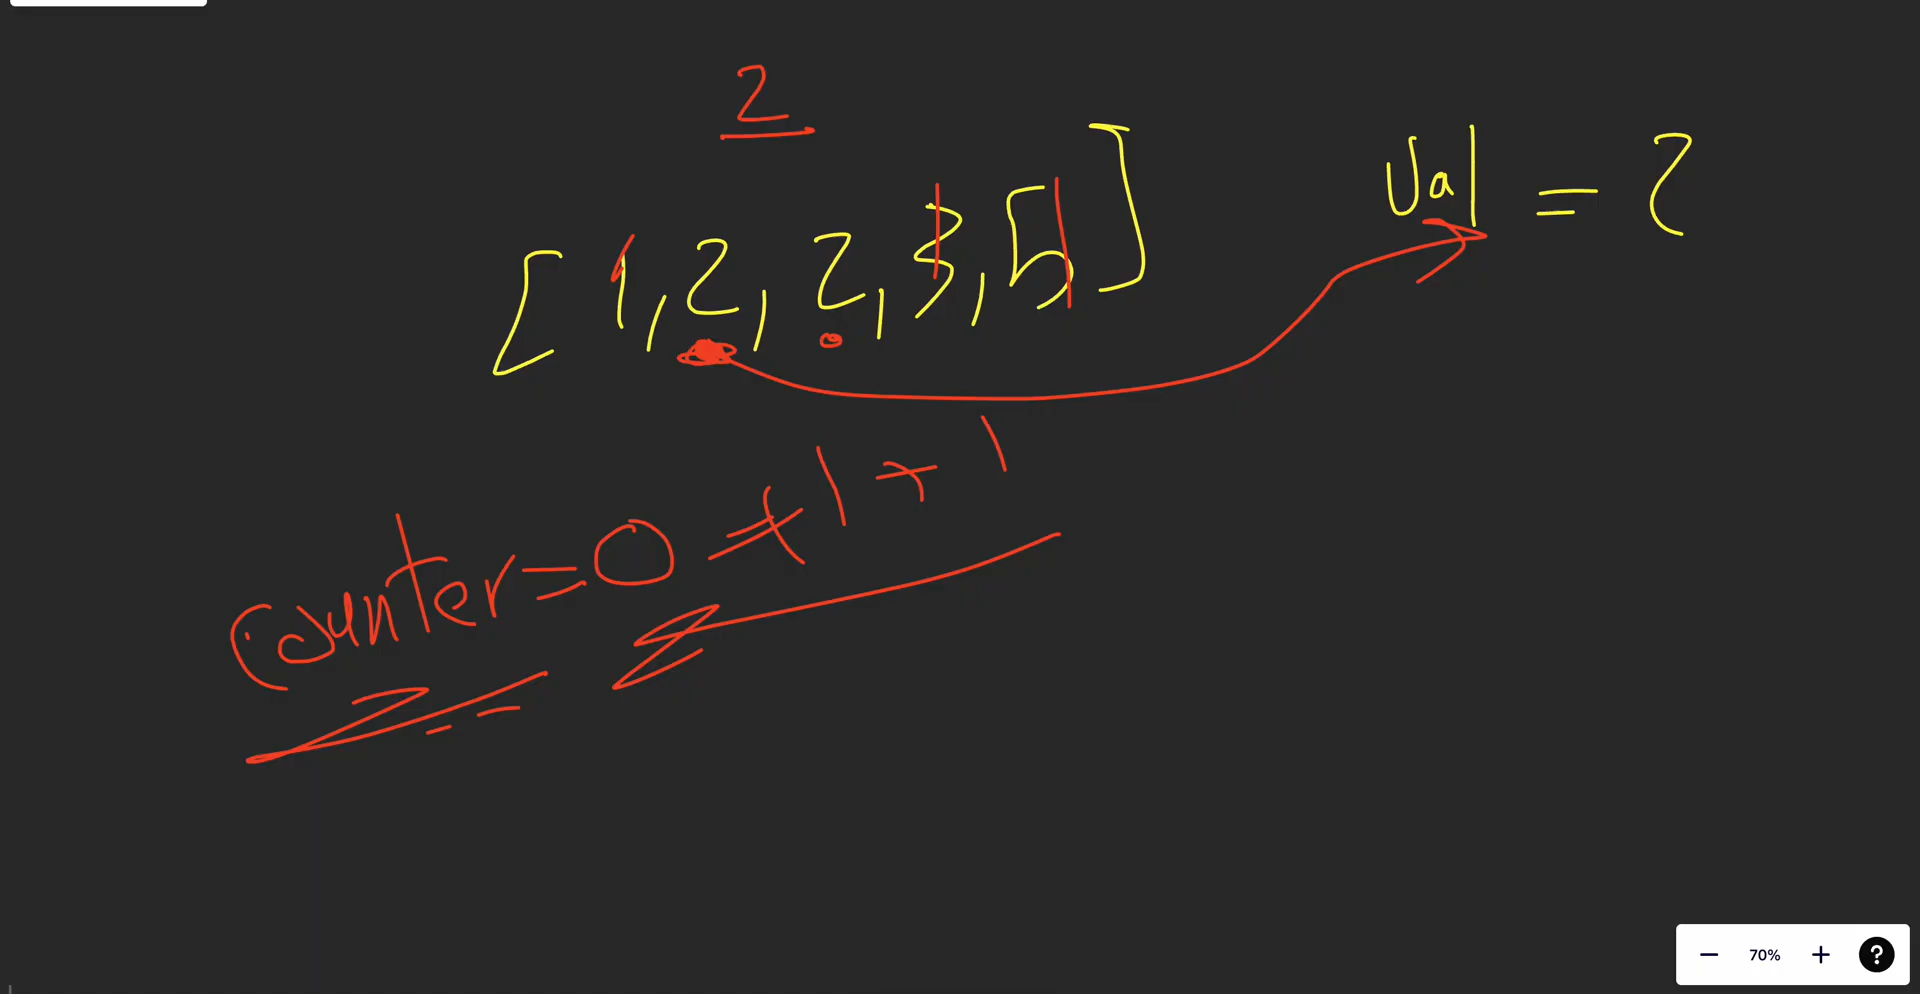 2
[1,2,2,3,5]
Val = 2
Counter=0 +1+1
70%
?